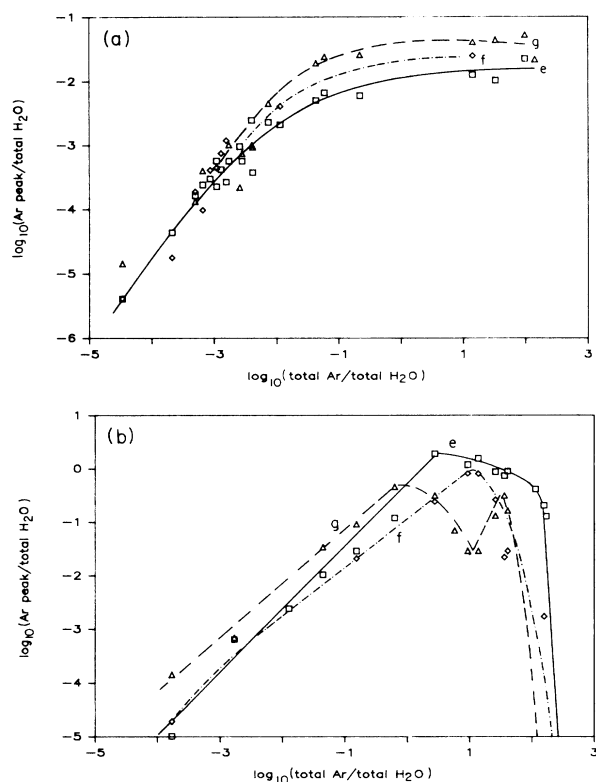 (a)
g
f
e
-1
-2
-3
-4
-5
-6
0
log₁₀(Ar peak/total H₂O)
-5
-3
-1
1
3
log₁₀(total Ar/total H₂O)
(b)
e
g
f
1
0
-1
-2
-3
-4
-5
log₁₀(Ar peak/total H₂O)
-5
-3
-1
1
3
log₁₀(total Ar/total H₂O)